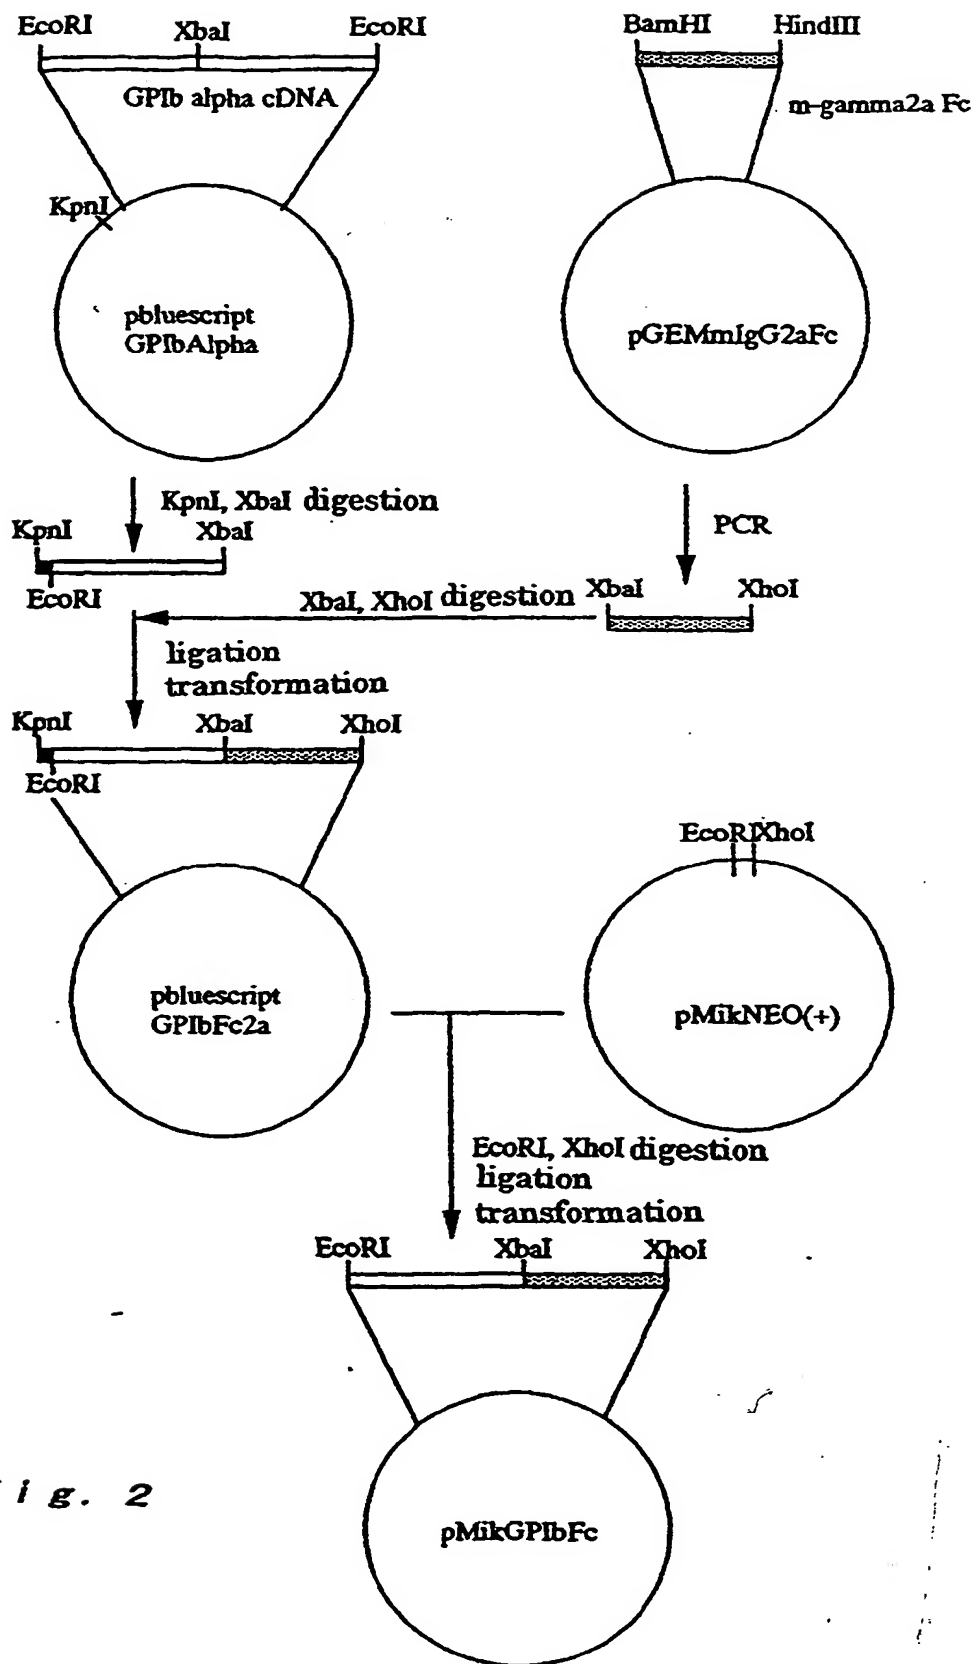 EcoRI XbaI EcoRI
GPIb alpha cDNA
KpnI
pbluescript
GPIbAlpha
BamHI HindIII
m-gamma2a Fc
pGEMmIgG2aFc
KpnI, XbaI digestion
KpnI XbaI
EcoRI
PCR
XbaI XhoI
XbaI, XhoI digestion
ligation
transformation
KpnI XbaI XhoI
EcoRI
pbluescript
GPIbFc2a
EcoRI XhoI
pMikNEO(+)
EcoRI, XhoI digestion
ligation
transformation
EcoRI XbaI XhoI
pMikGPIbFc
ig. 2